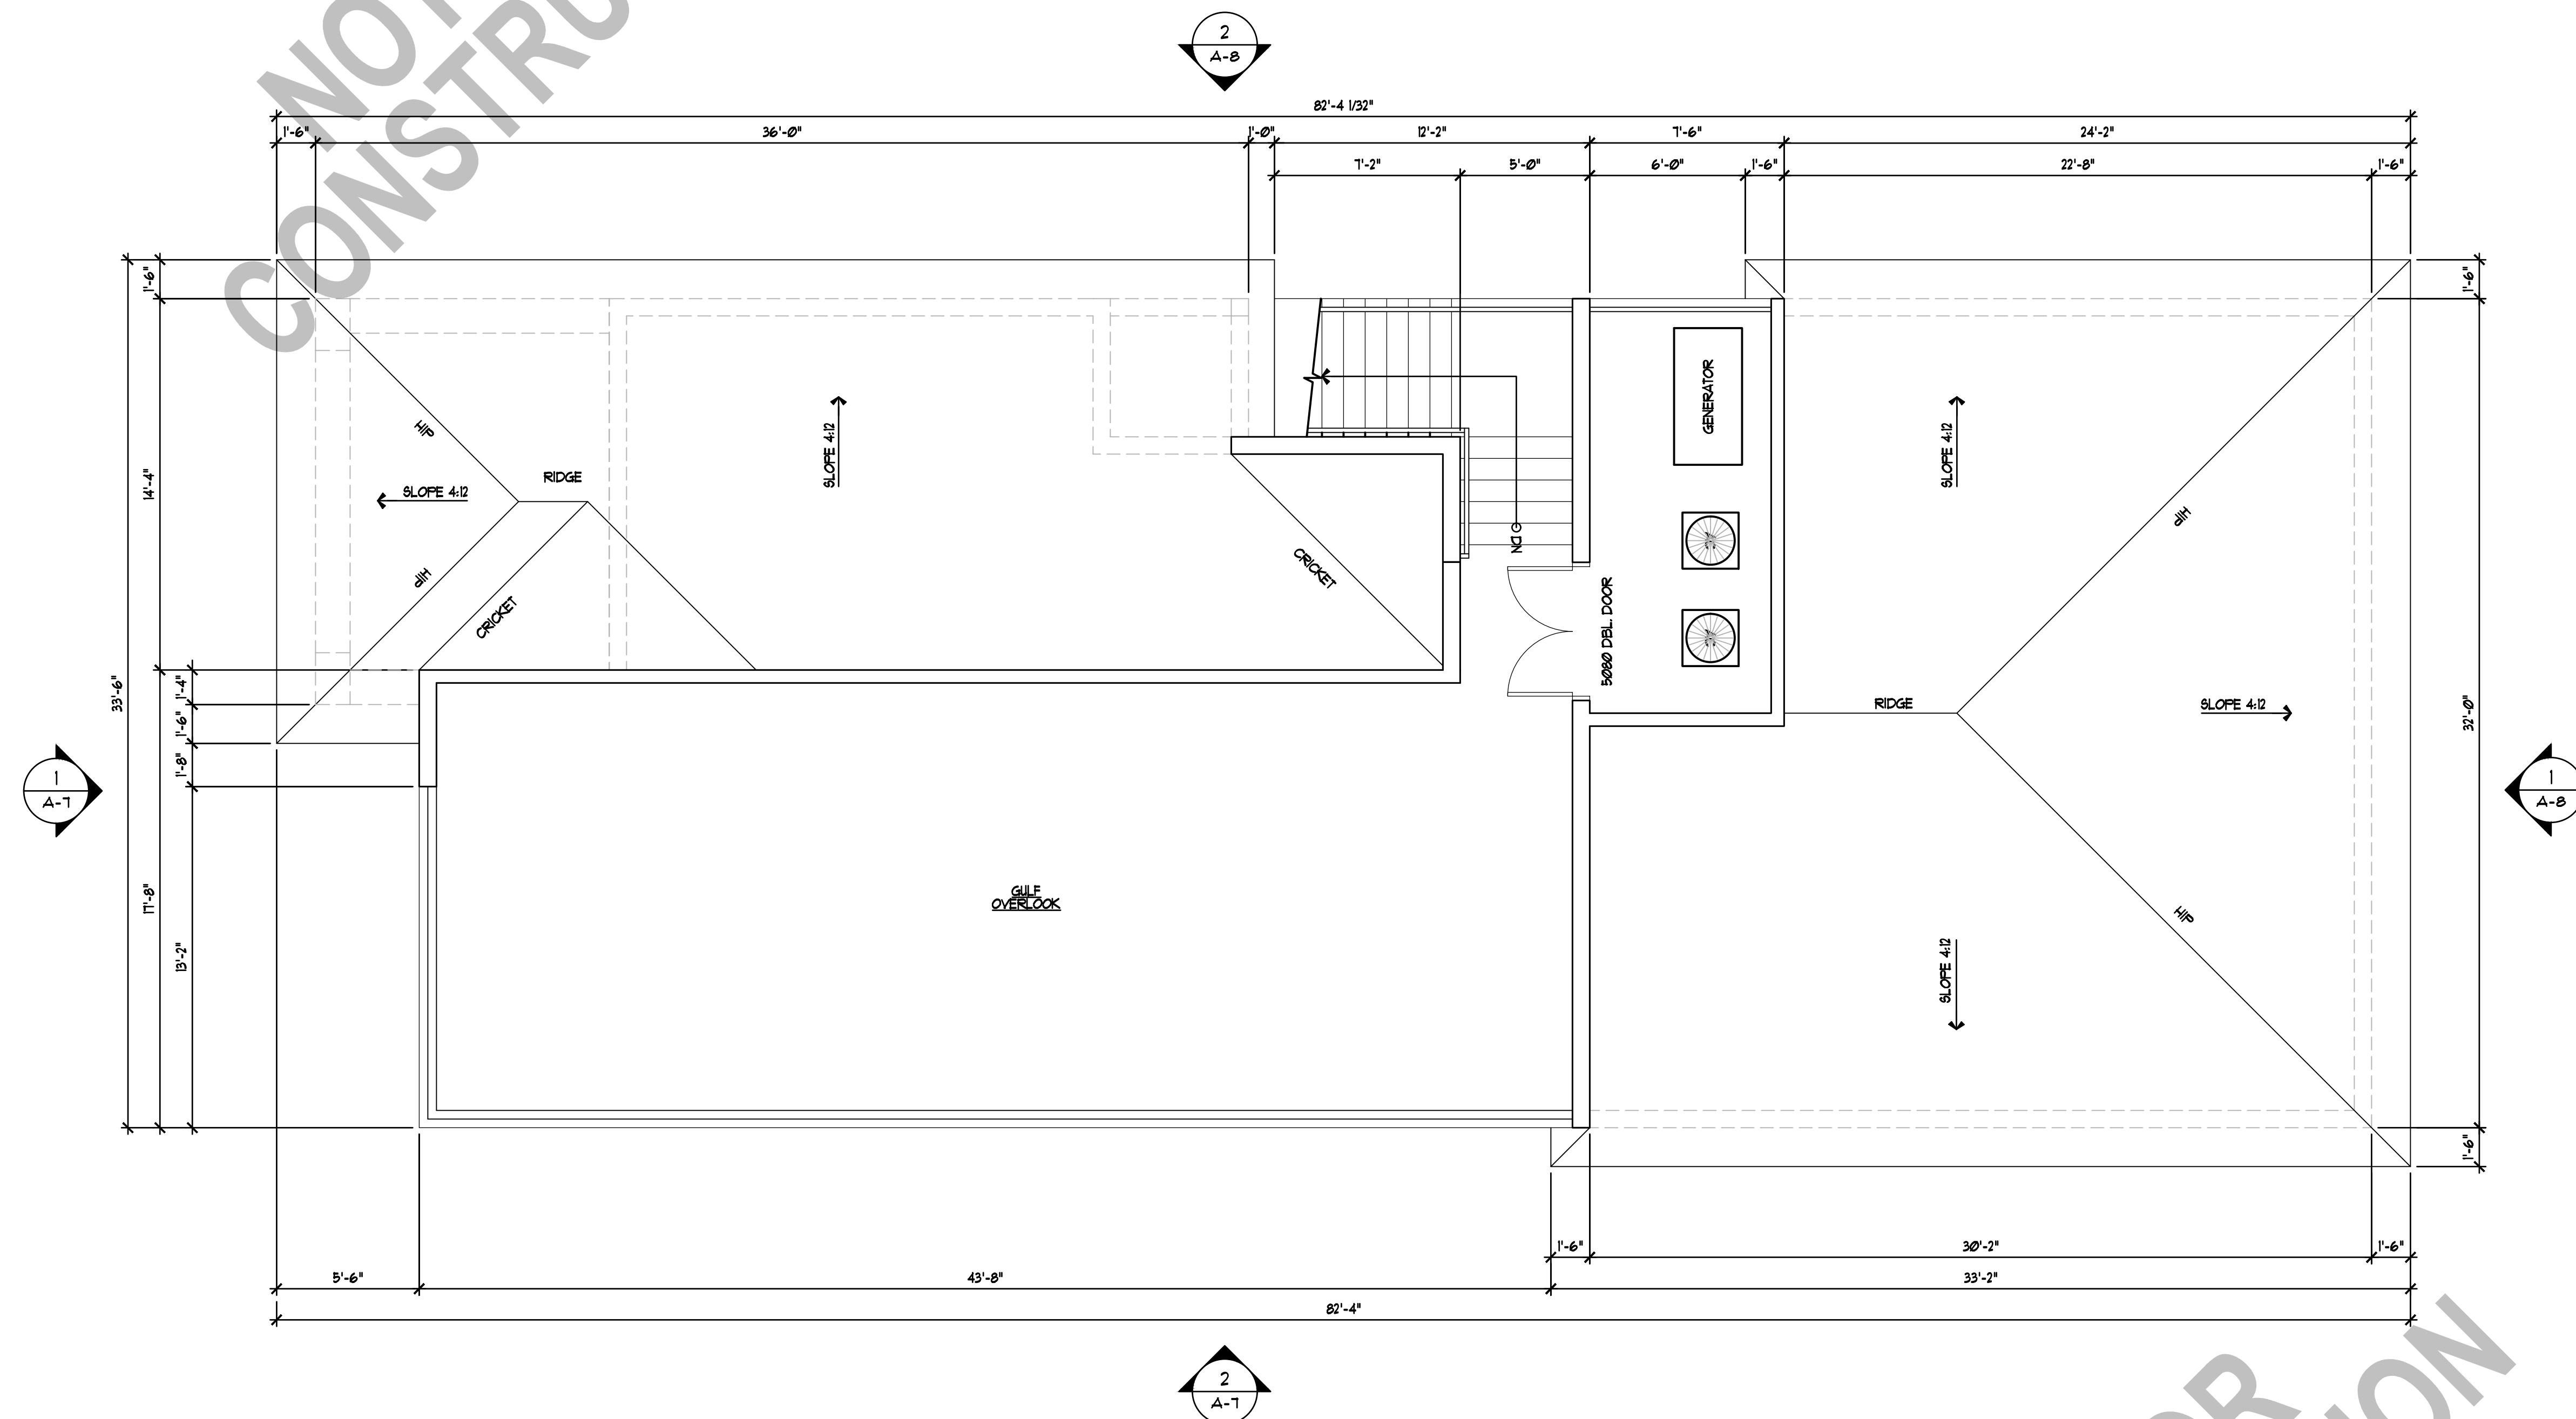 NOT
CONSTRU
2
A-8
82'-4 1/32"
1'-6"
36'-0"
1'-0"
12'-2"
7'-6"
24'-2"
7'-2"
5'-0"
6'-0"
1'-6"
22'-8"
1'-6"
1'-6"
1'-6"
GENERATOR
HIP
SLOPE 4:12
SLOPE 4:12
RIDGE
SLOPE 4:12
14'-4"
HIP
DN
CRICKET
HIP
CRICKET
5080 DBL. DOOR
33'-6"
1'-4"
1'-6"
1'-8"
RIDGE
SLOPE 4:12
32'-0"
1
A-7
1
A-8
17'-8"
GULF
OVERLOOK
HIP
13'-2"
SLOPE 4:12
1'-6"
1'-6"
30'-2"
1'-6"
5'-6"
43'-8"
33'-2"
82'-4"
2
A-7
OR
ION